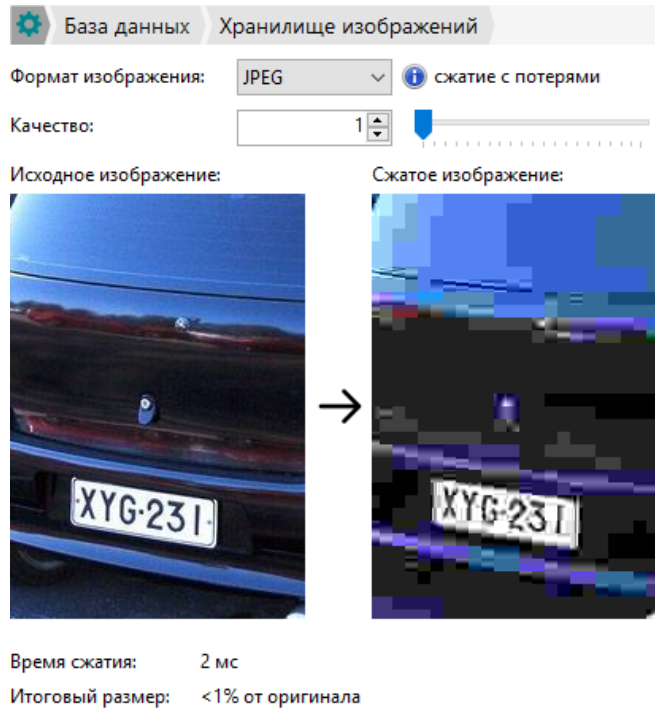 База данных Хранилище изображений
Формат изображения: JPEG сжатие с потерями
Качество: 1
Исходное изображение: Сжатое изображение:
XYG·231 XYG·231
Время сжатия: 2 мс
Итоговый размер: <1% от оригинала